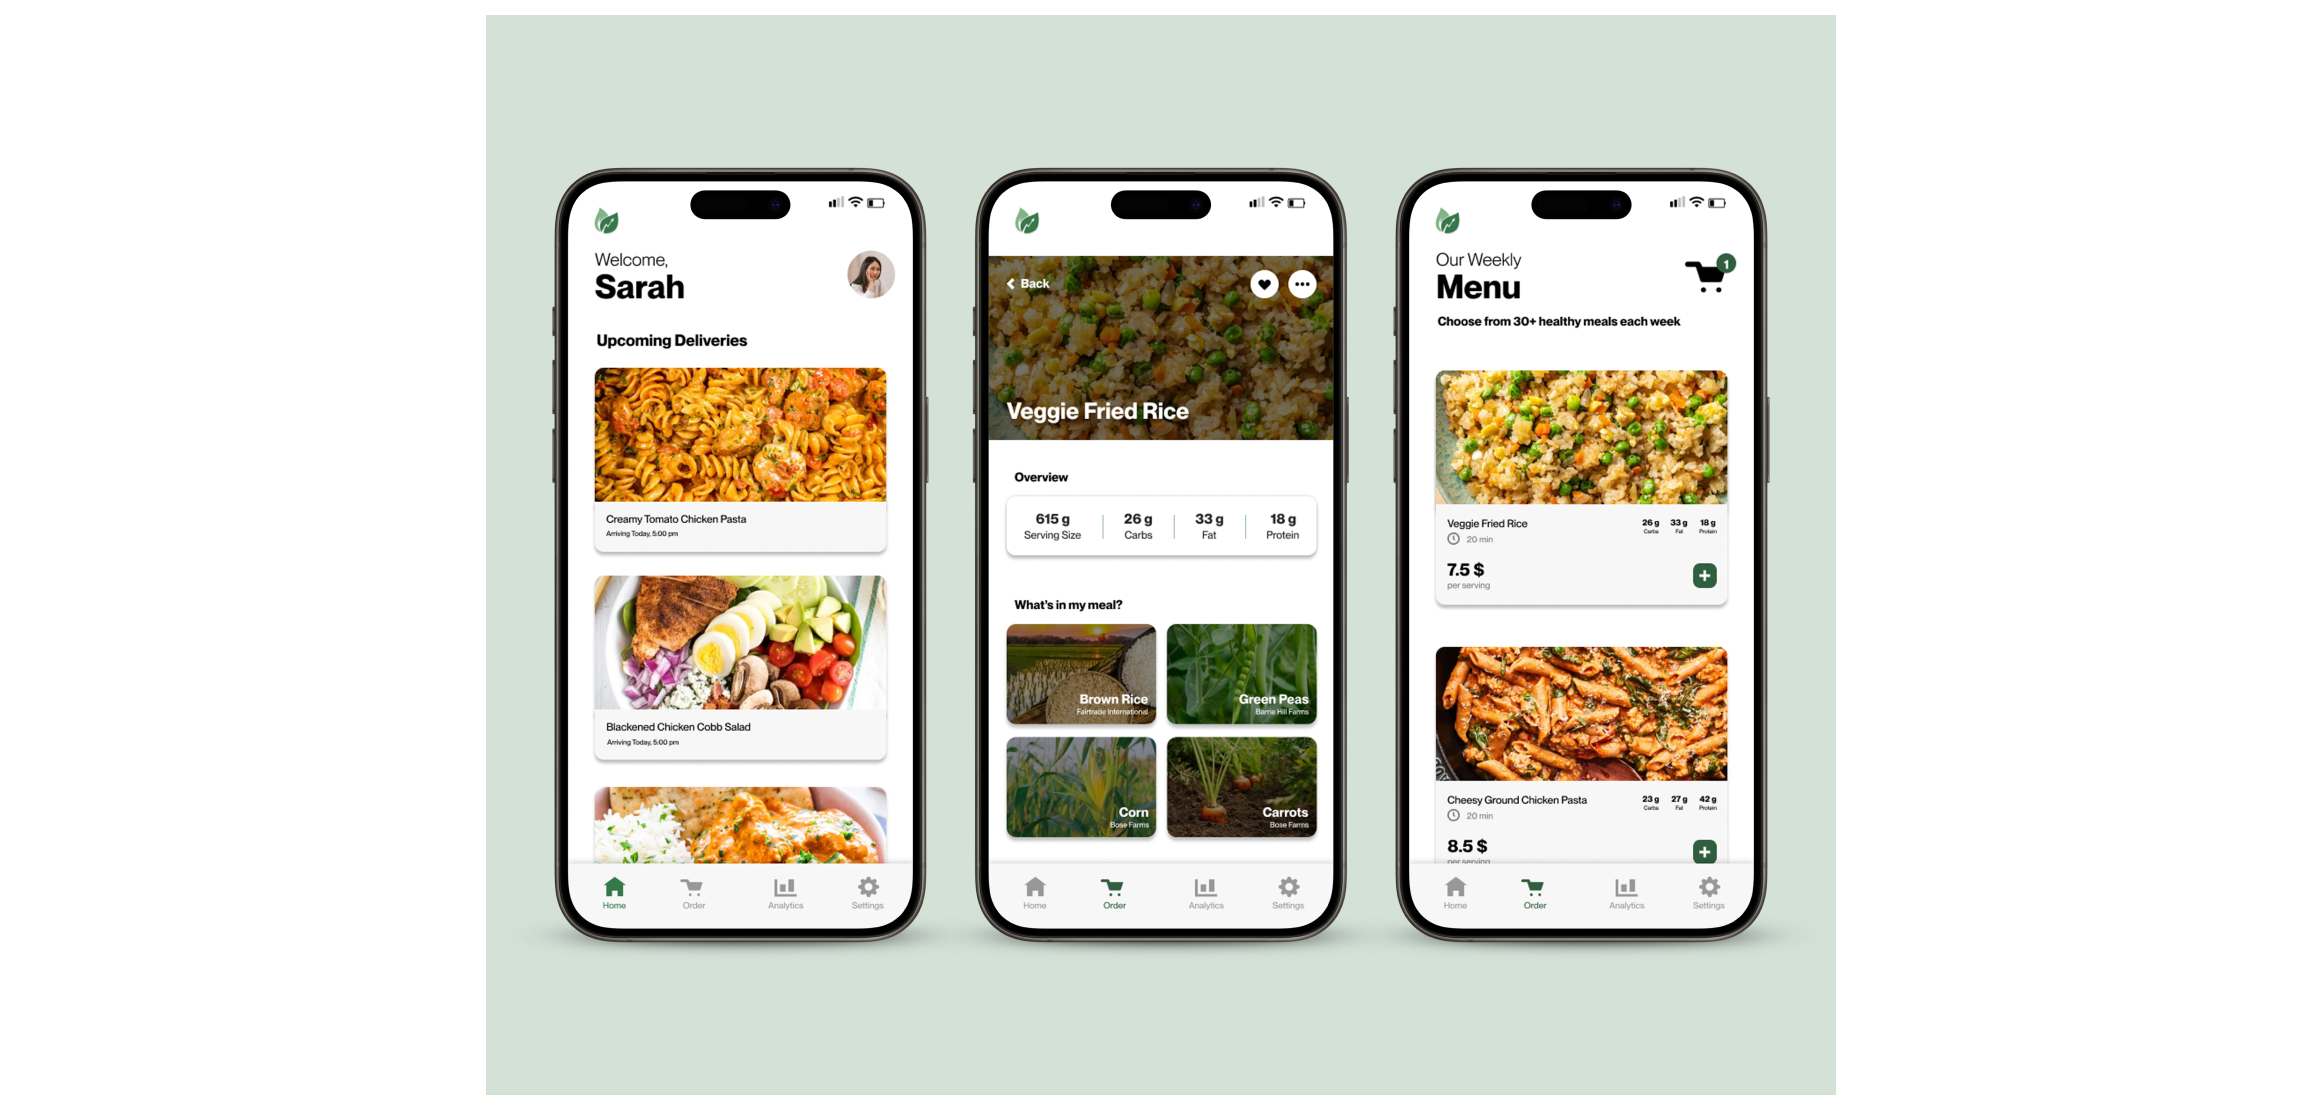 Welcome,
Sarah
Upcoming Deliveries
Creamy Tomato Chicken Pasta
Arriving Today, 5:00 pm
Blackened Chicken Cobb Salad
Arriving Today, 5:00 pm
Home
Order
Analytics
Settings
Back
Veggie Fried Rice
Overview
615 g
Serving Size
26 g
Carbs
33 g
Fat
18 g
Protein
What's in my meal?
Brown Rice
Fairtrade International
Green Peas
Barrie Hill Farms
Corn
Bose Farms
Carrots
Bose Farms
Home
Order
Analytics
Settings
Our Weekly
Menu
1
Choose from 30+ healthy meals each week
Veggie Fried Rice
20 min
26 g
Carbs
33 g
Fat
18 g
Protein
7.5 $
per serving
Cheesy Ground Chicken Pasta
20 min
23 g
Carbs
27 g
Fat
42 g
Protein
8.5 $
per serving
Home
Order
Analytics
Settings